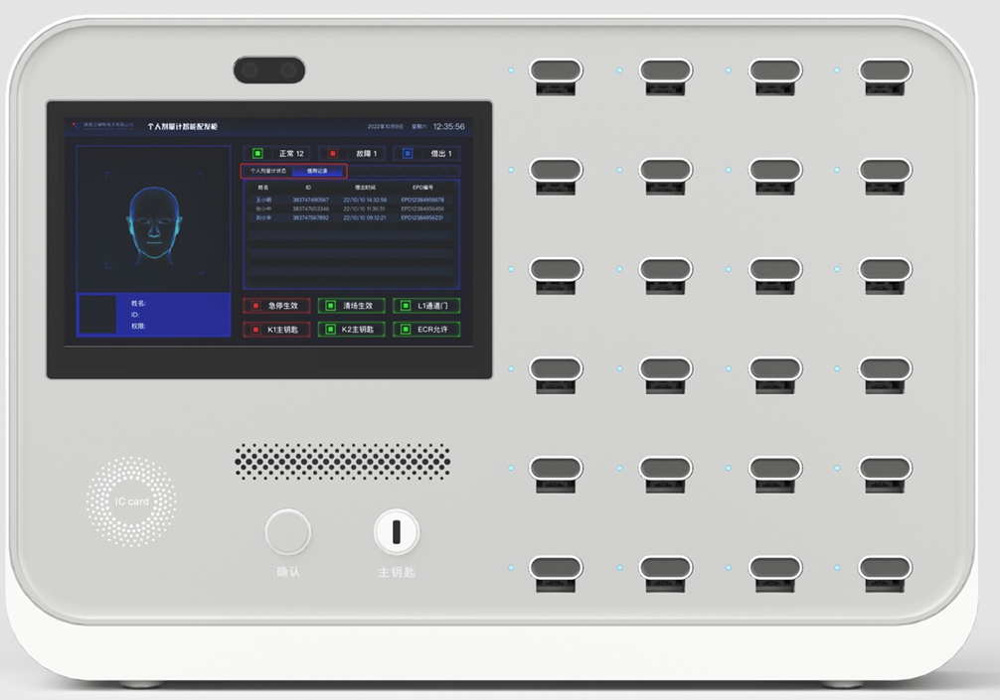 个人剂量计智能配发柜
2022年10月9日 星期六 12:35:56
正常 12 故障 1 借出 1
个人剂量计状态 借用记录
姓名 ID 借出时间 EPD编号
王小明 383747490567 22/10/10 14:32:56 EPD12384956678
张小中 383747653346 22/10/10 11:36:51 EPD12384956456
刘小华 383747567892 22/10/10 09:12:21 EPD12384956231
姓名:
ID:
权限:
急停生效 清场生效 L1通道门
K1主钥匙 K2主钥匙 ECR允许
IC card
确认 主钥匙